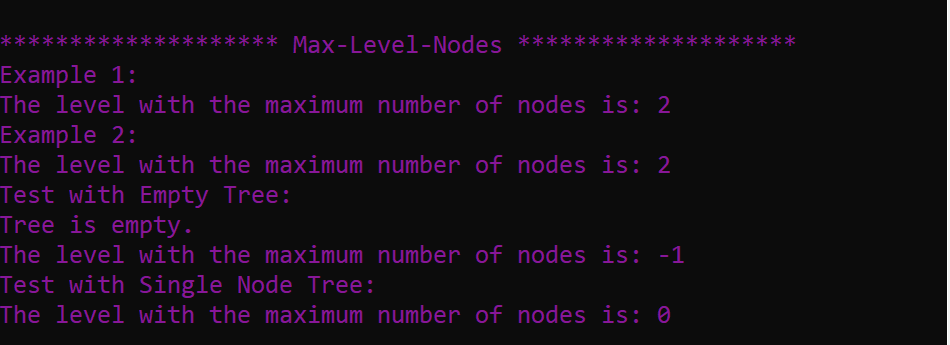 ******************** Max-Level-Nodes ********************
Example 1:
The level with the maximum number of nodes is: 2
Example 2:
The level with the maximum number of nodes is: 2
Test with Empty Tree:
Tree is empty.
The level with the maximum number of nodes is: -1
Test with Single Node Tree:
The level with the maximum number of nodes is: 0